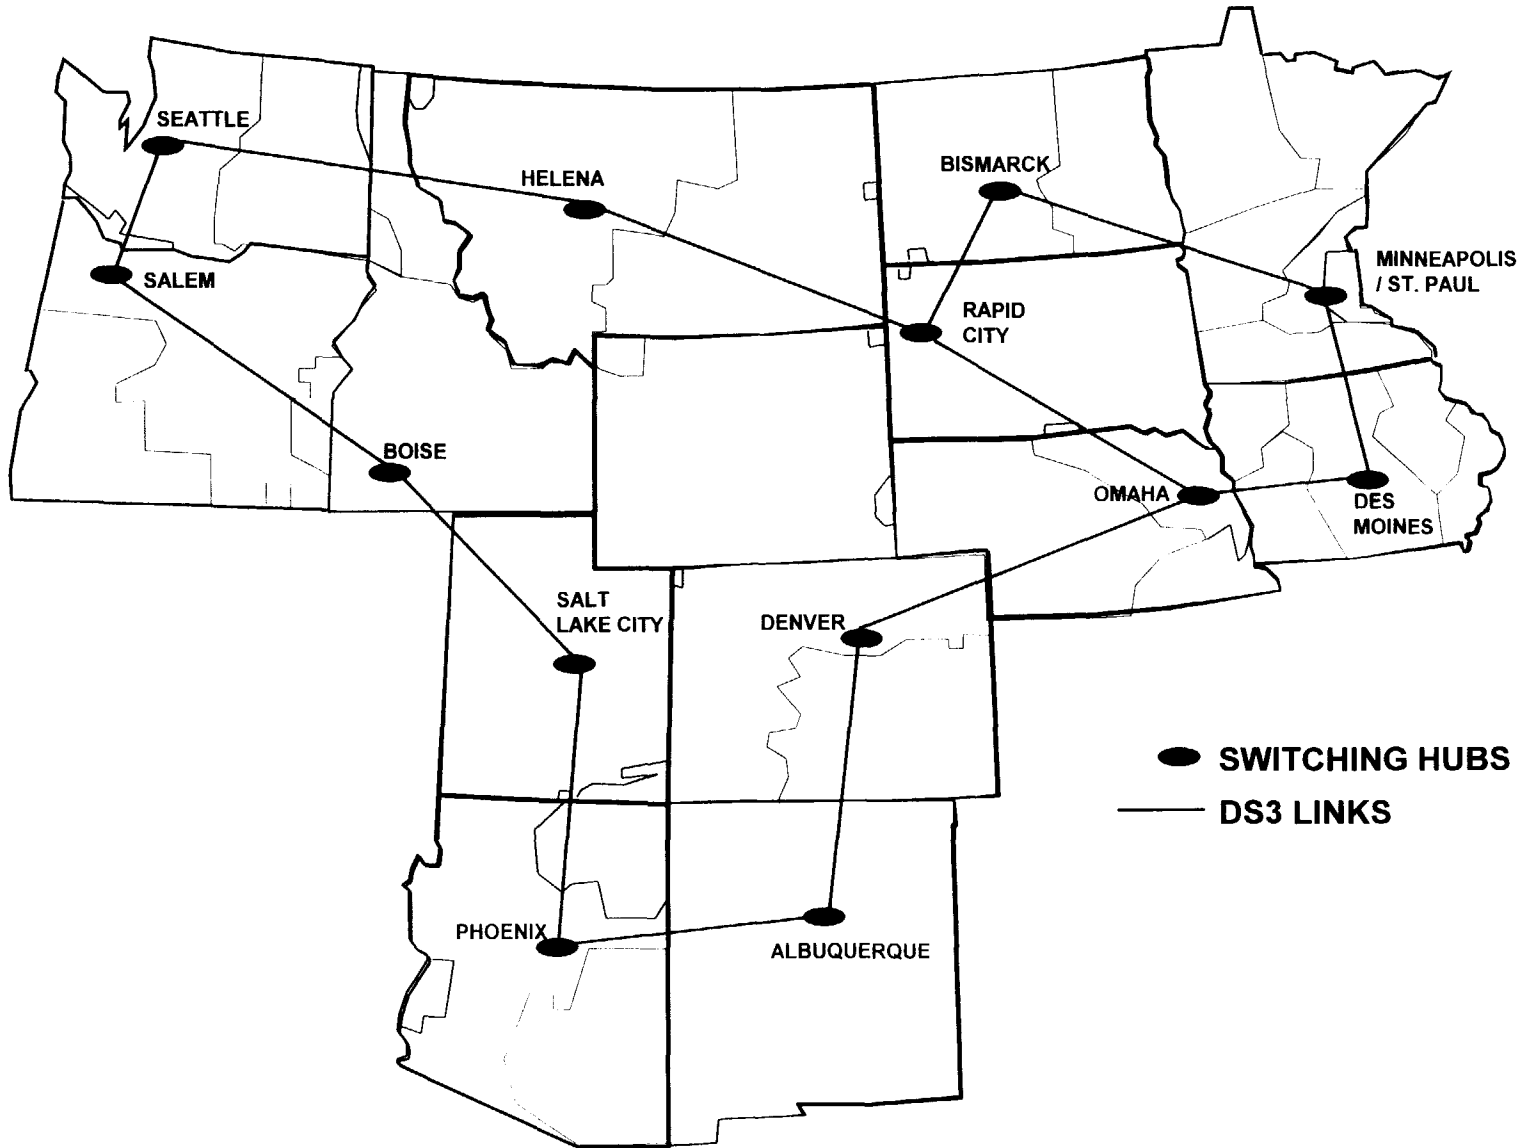 SEATTLE
HELENA
BISMARCK
SALEM
MINNEAPOLIS
/ ST. PAUL
RAPID
CITY
BOISE
OMAHA
DES
MOINES
SALT
LAKE CITY
DENVER
SWITCHING HUBS
DS3 LINKS
PHOENIX
ALBUQUERQUE